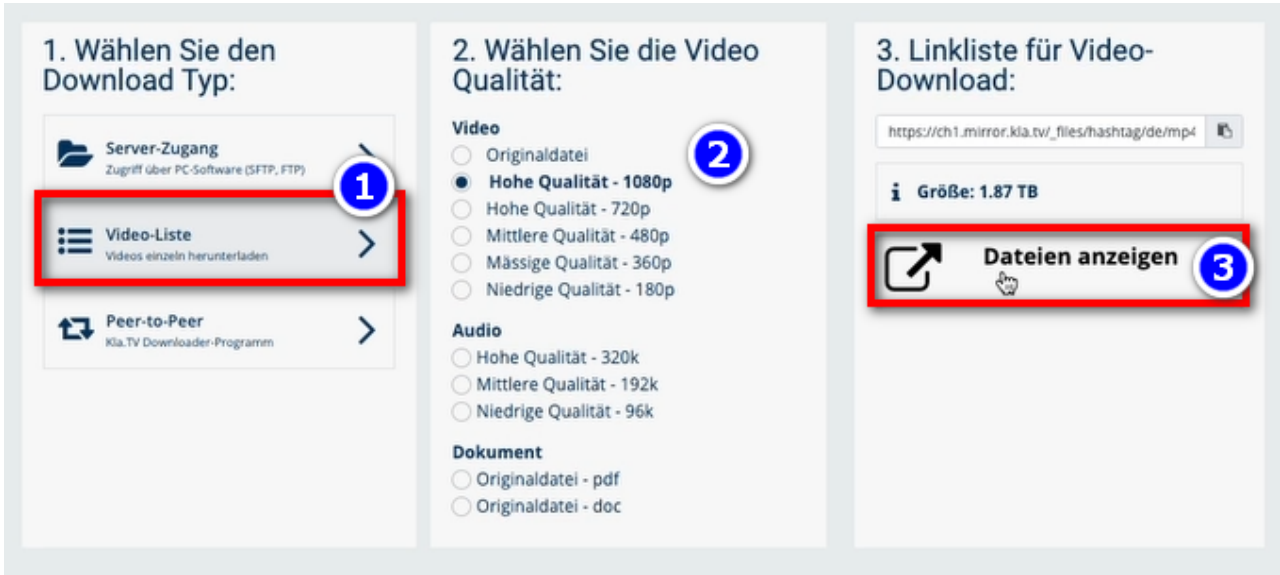 1. Wählen Sie den
Download Typ:
Server-Zugang
Zugriff über PC-Software (SFTP, FTP)
1
Video-Liste
Videos einzeln herunterladen
Peer-to-Peer
Kla.TV Downloader-Programm
2. Wählen Sie die Video
Qualität:
Video
2
Originaldatei
Hohe Qualität - 1080p
Hohe Qualität - 720p
Mittlere Qualität - 480p
Mässige Qualität - 360p
Niedrige Qualität - 180p
Audio
Hohe Qualität - 320k
Mittlere Qualität - 192k
Niedrige Qualität - 96k
Dokument
Originaldatei - pdf
Originaldatei - doc
3. Linkliste für Video-
Download:
https://ch1.mirror.kla.tv/_files/hashtag/de/mp4
i Größe: 1.87 TB
Dateien anzeigen
3